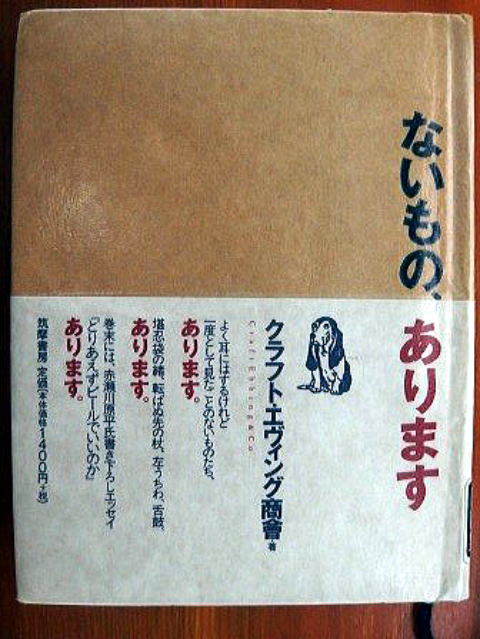 ないもの、あります
クラフト・エヴィング商會・著
Craft Ebbing & Co.
よく耳にはするけれど
一度として見たことのないものたち、
あります。
堪忍袋の緒、転ばぬ先の杖、左うちわ、舌鼓、
あります。
巻末には、赤瀬川原平氏書き下ろしエッセイ
「とりあえずビールでいいのか」
あります。
筑摩書房 定価(本体価格1400円+税)